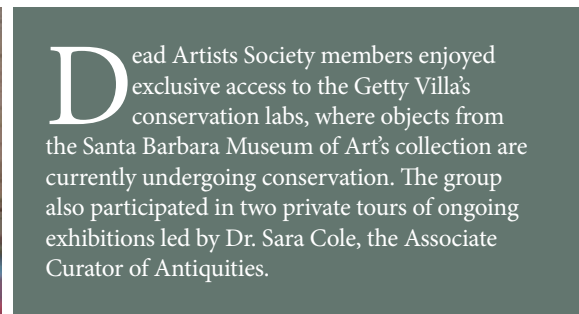 Dead Artists Society members enjoyed
exclusive access to the Getty Villa’s
conservation labs, where objects from
the Santa Barbara Museum of Art’s collection are
currently undergoing conservation. The group
also participated in two private tours of ongoing
exhibitions led by Dr. Sara Cole, the Associate
Curator of Antiquities.